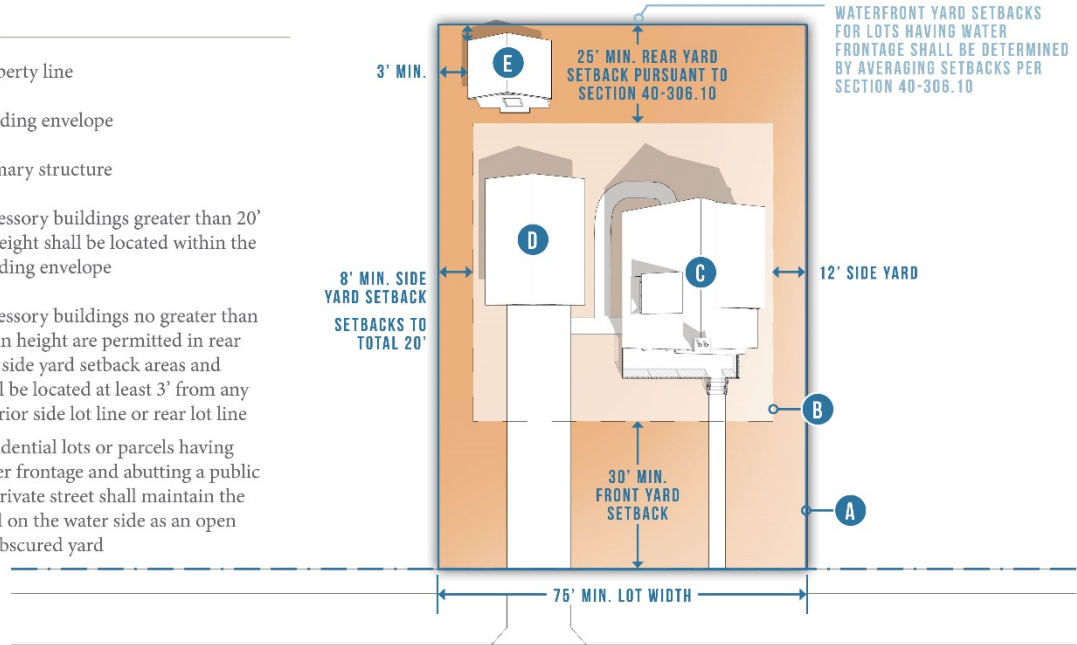 perty line
ding envelope
nary structure
essory buildings greater than 20'
eight shall be located within the
ding envelope
essory buildings no greater than
in height are permitted in rear
side yard setback areas and
l be located at least 3' from any
rior side lot line or rear lot line
dential lots or parcels having
er frontage and abutting a public
rivate street shall maintain the
l on the water side as an open
bscured yard
WATERFRONT YARD SETBACKS
FOR LOTS HAVING WATER
FRONTAGE SHALL BE DETERMINED
BY AVERAGING SETBACKS PER
SECTION 40-306.10
3' MIN.
E
25' MIN. REAR YARD
SETBACK PURSUANT TO
SECTION 40-306.10
D
C
8' MIN. SIDE
YARD SETBACK
SETBACKS TO
TOTAL 20'
12' SIDE YARD
B
30' MIN.
FRONT YARD
SETBACK
A
75' MIN. LOT WIDTH